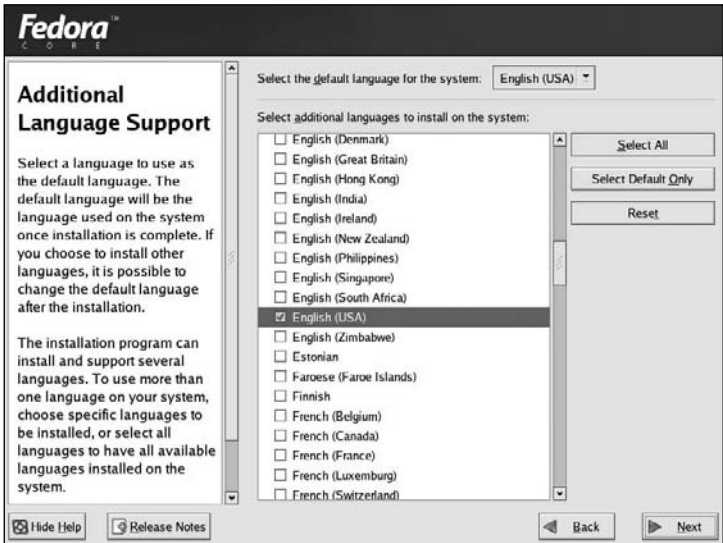 Fedora™
CORE
Additional
Language Support
Select a language to use as
the default language. The
default language will be the
language used on the system
once installation is complete. If
you choose to install other
languages, it is possible to
change the default language
after the installation.
The installation program can
install and support several
languages. To use more than
one language on your system,
choose specific languages to
be installed, or select all
languages to have all available
languages installed on the
system.
Select the default language for the system: English (USA)
Select additional languages to install on the system:
English (Denmark)
English (Great Britain)
English (Hong Kong)
English (India)
English (Ireland)
English (New Zealand)
English (Philippines)
English (Singapore)
English (South Africa)
English (USA)
English (Zimbabwe)
Estonian
Faroese (Faroe Islands)
Finnish
French (Belgium)
French (Canada)
French (France)
French (Luxemburg)
French (Switzerland)
Select All
Select Default Only
Reset
Hide Help
Release Notes
Back
Next